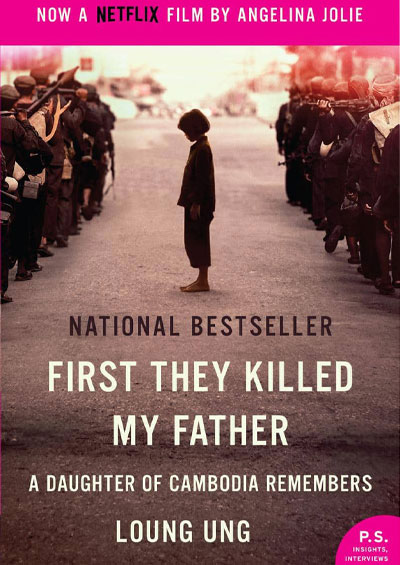 NOW A NETFLIX FILM BY ANGELINA JOLIE
NATIONAL BESTSELLER
FIRST THEY KILLED
MY FATHER
A DAUGHTER OF CAMBODIA REMEMBERS
LOUNG UNG
P.S.
INSIGHTS,
INTERVIEWS